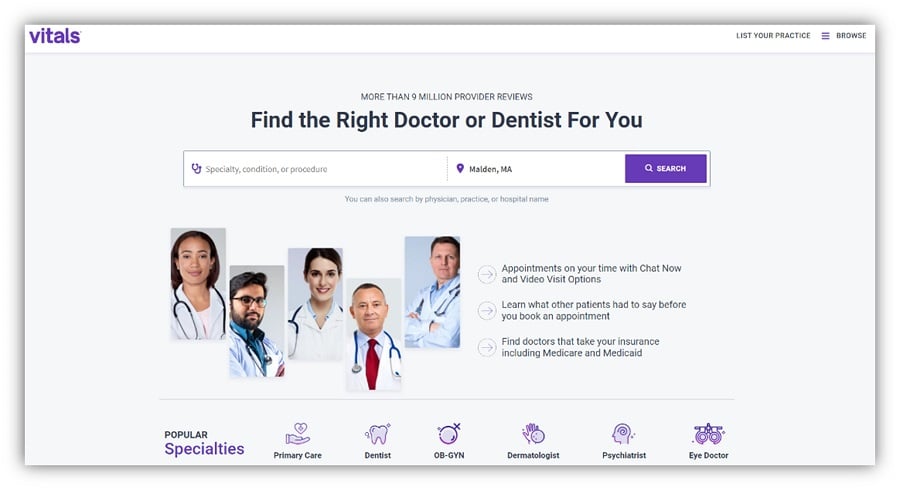 vitals
LIST YOUR PRACTICE
BROWSE
MORE THAN 9 MILLION PROVIDER REVIEWS
Find the Right Doctor or Dentist For You
Specialty, condition, or procedure
Malden, MA
SEARCH
You can also search by physician, practice, or hospital name
Appointments on your time with Chat Now
and Video Visit Options
Learn what other patients had to say before
you book an appointment
Find doctors that take your insurance
including Medicare and Medicaid
POPULAR
Specialties
Primary Care
Dentist
OB-GYN
Dermatologist
Psychiatrist
Eye Doctor